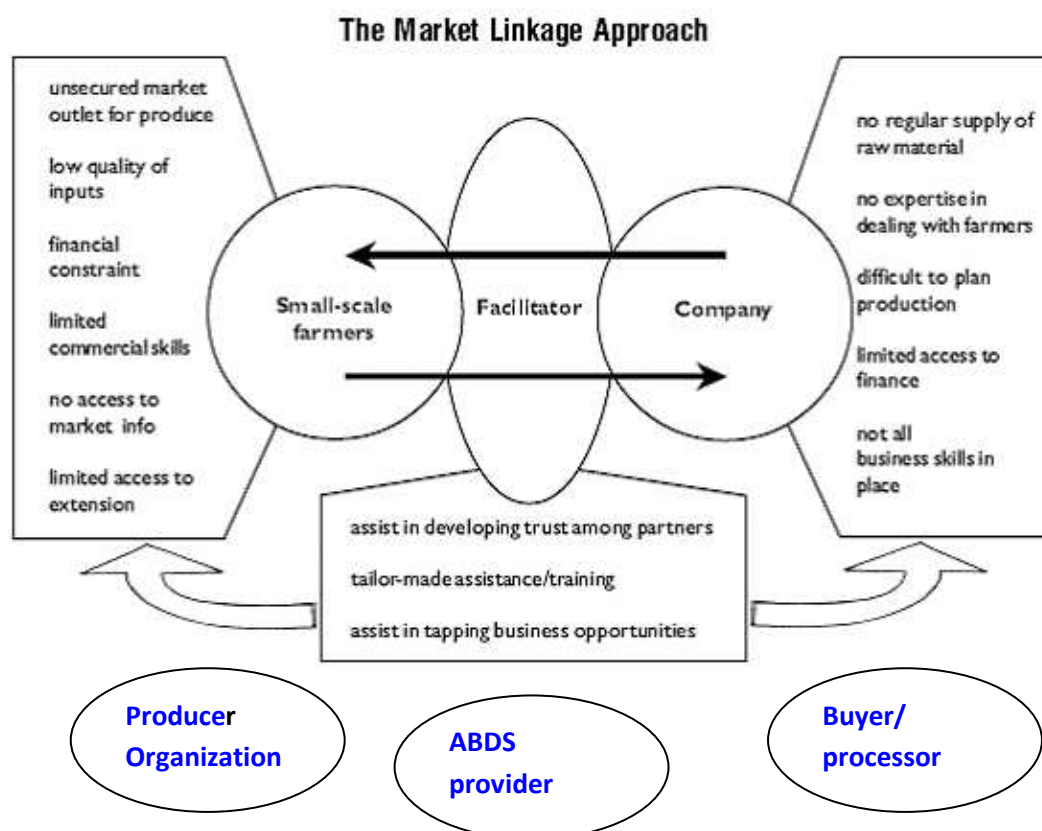 The Market Linkage Approach
unsecured market
outlet for produce
low quality of
inputs
financial
constraint
limited
commercial skills
no access to
market info
limited access to
extension
Small-scale
farmers
Facilitator
Company
no regular supply of
raw material
no expertise in
dealing with farmers
difficult to plan
production
limited access to
finance
not all
business skills in
place
assist in developing trust among partners
tailor-made assistance/training
assist in tapping business opportunities
Producer
Organization
ABDS
provider
Buyer/
processor